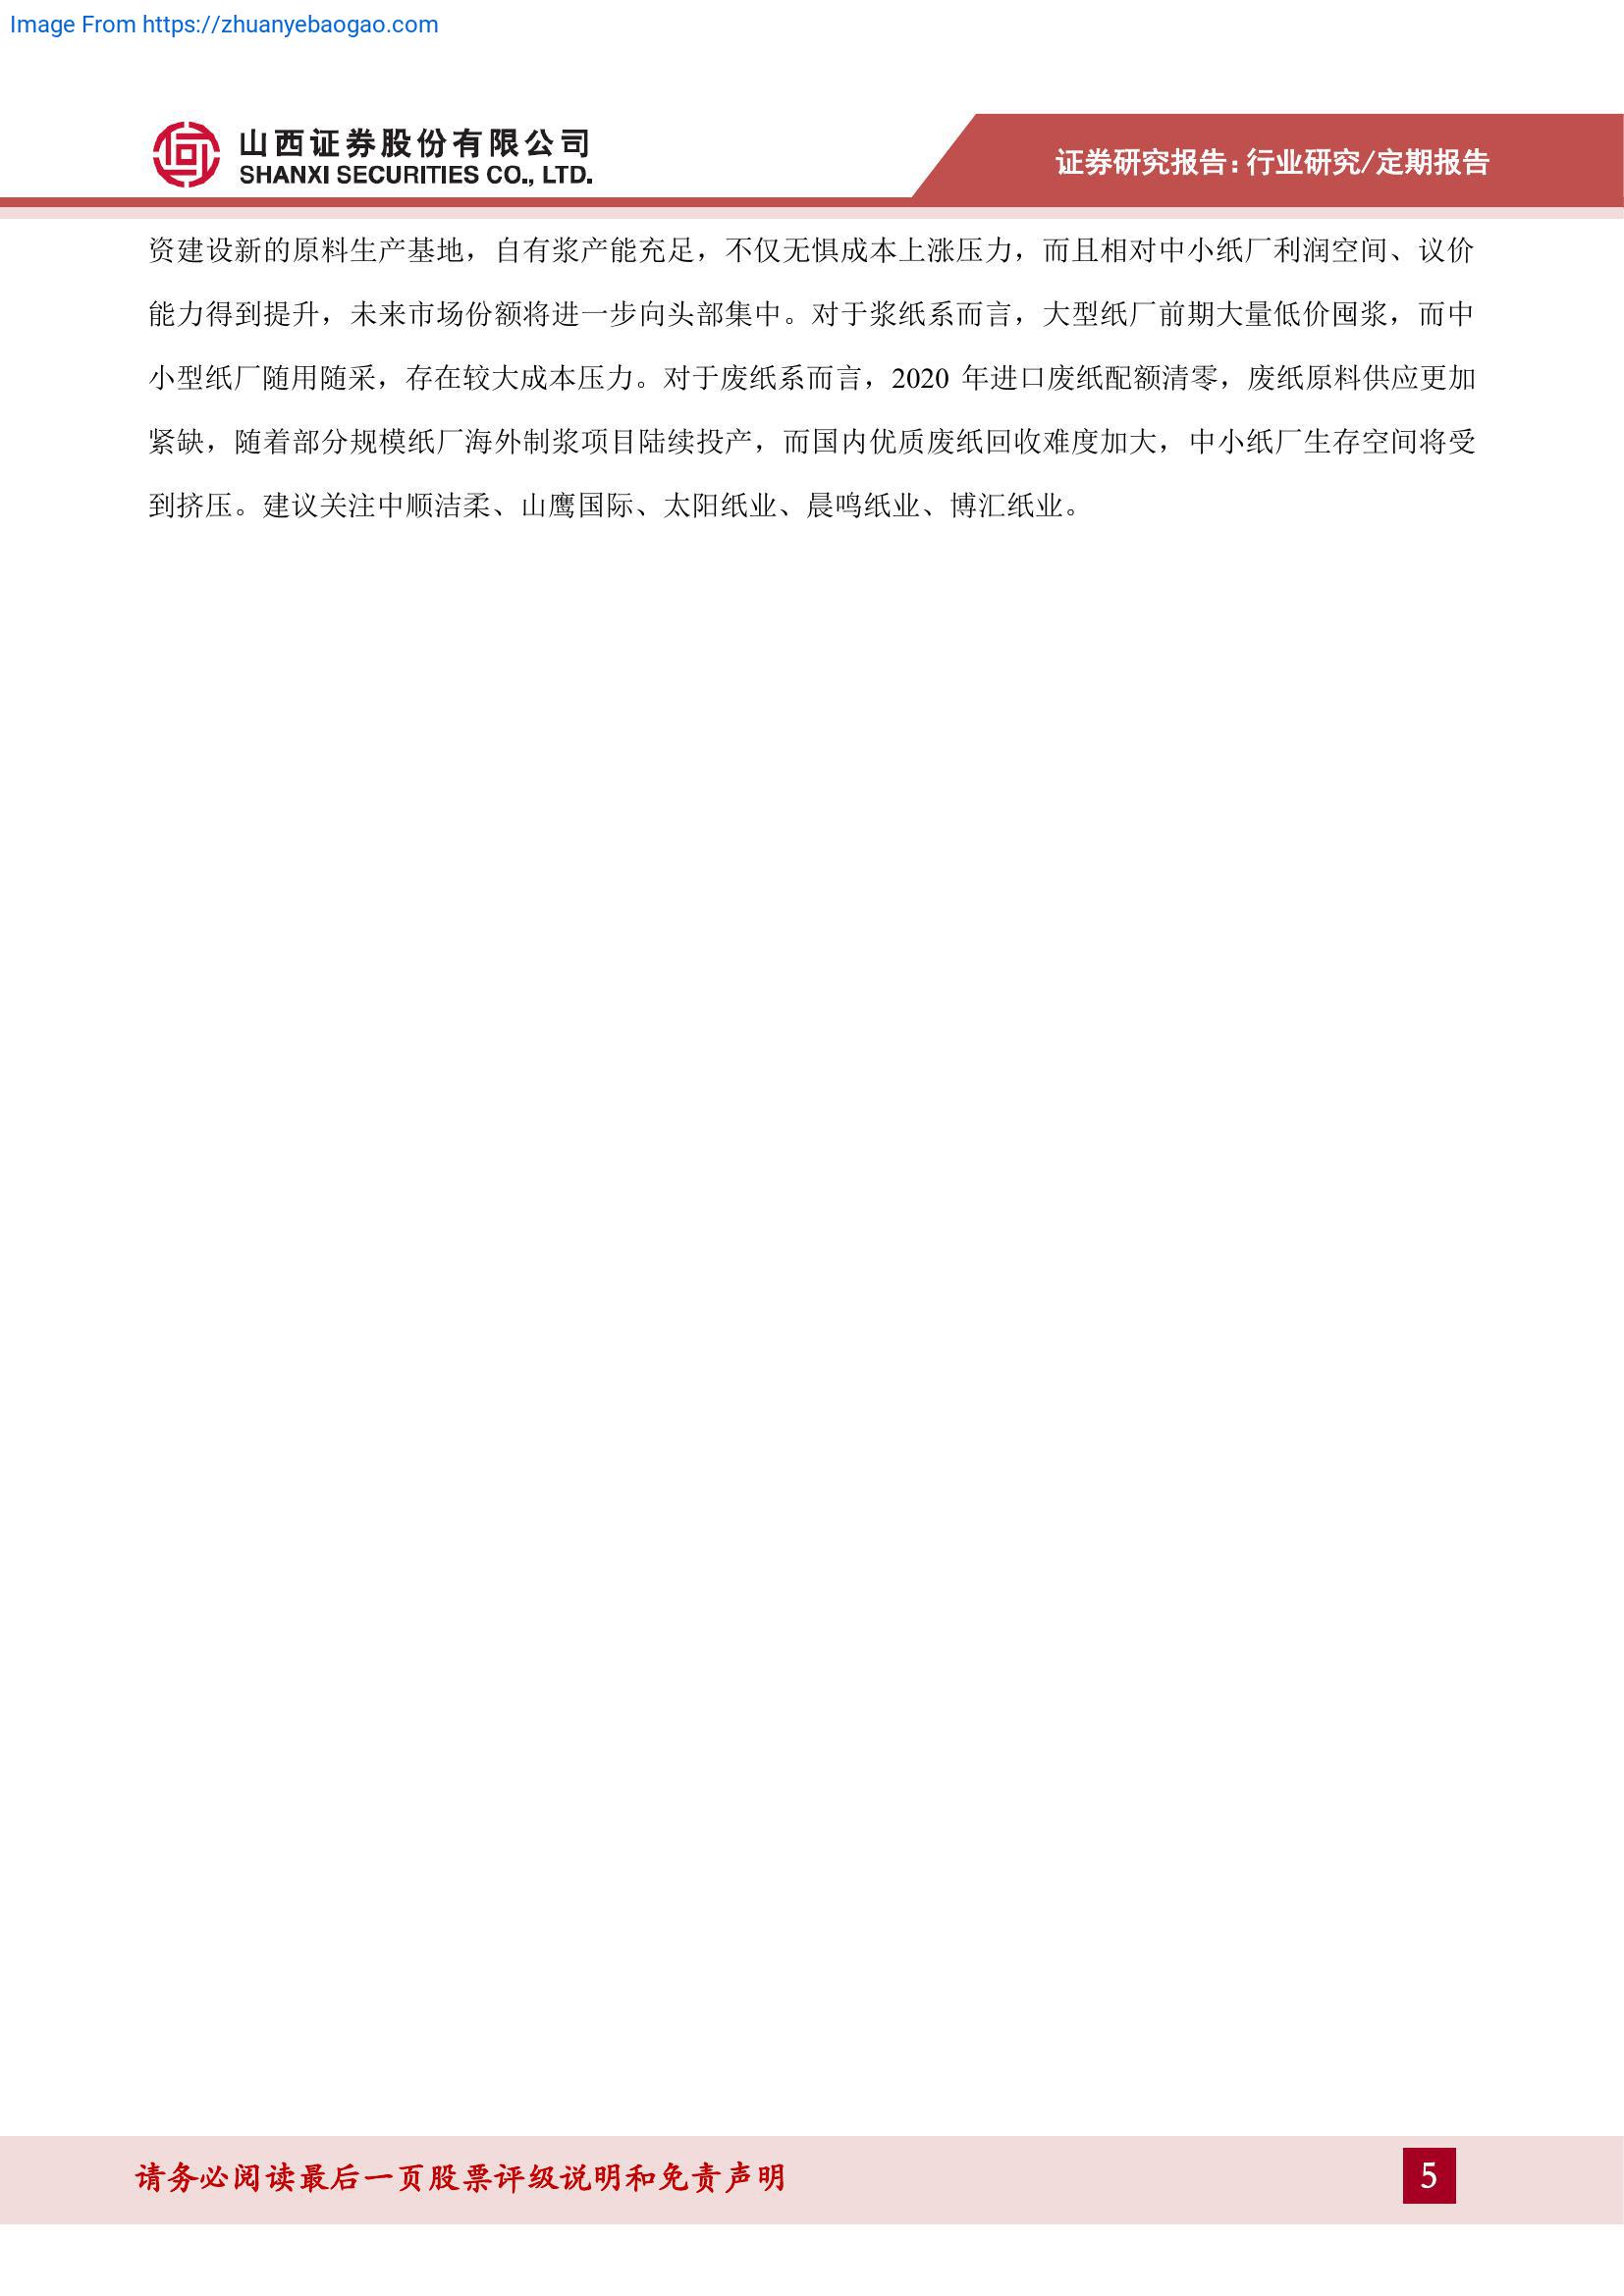 Image From https://zhuanyebaogao.com
山西证券股份有限公司
SHANXI SECURITIES CO., LTD.
证券研究报告:行业研究/定期报告
资建设新的原料生产基地，自有浆产能充足，不仅无惧成本上涨压力，而且相对中小纸厂利润空间、议价
能力得到提升，未来市场份额将进一步向头部集中。对于浆纸系而言，大型纸厂前期大量低价囤浆，而中
小型纸厂随用随采，存在较大成本压力。对于废纸系而言，2020 年进口废纸配额清零，废纸原料供应更加
紧缺，随着部分规模纸厂海外制浆项目陆续投产，而国内优质废纸回收难度加大，中小纸厂生存空间将受
到挤压。建议关注中顺洁柔、山鹰国际、太阳纸业、晨鸣纸业、博汇纸业。
请务必阅读最后一页股票评级说明和免责声明
5